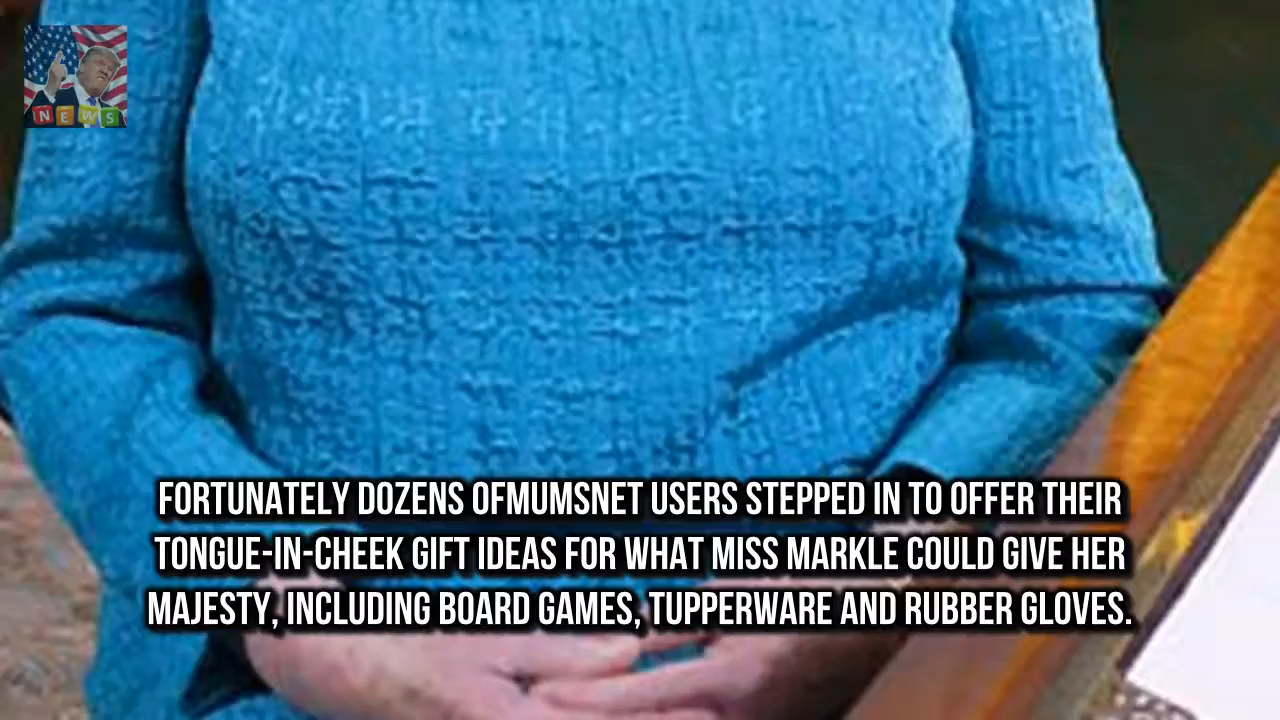 NEWS
FORTUNATELY DOZENS OFMUMSNET USERS STEPPED IN TO OFFER THEIR
TONGUE-IN-CHEEK GIFT IDEAS FOR WHAT MISS MARKLE COULD GIVE HER
MAJESTY, INCLUDING BOARD GAMES, TUPPERWARE AND RUBBER GLOVES.